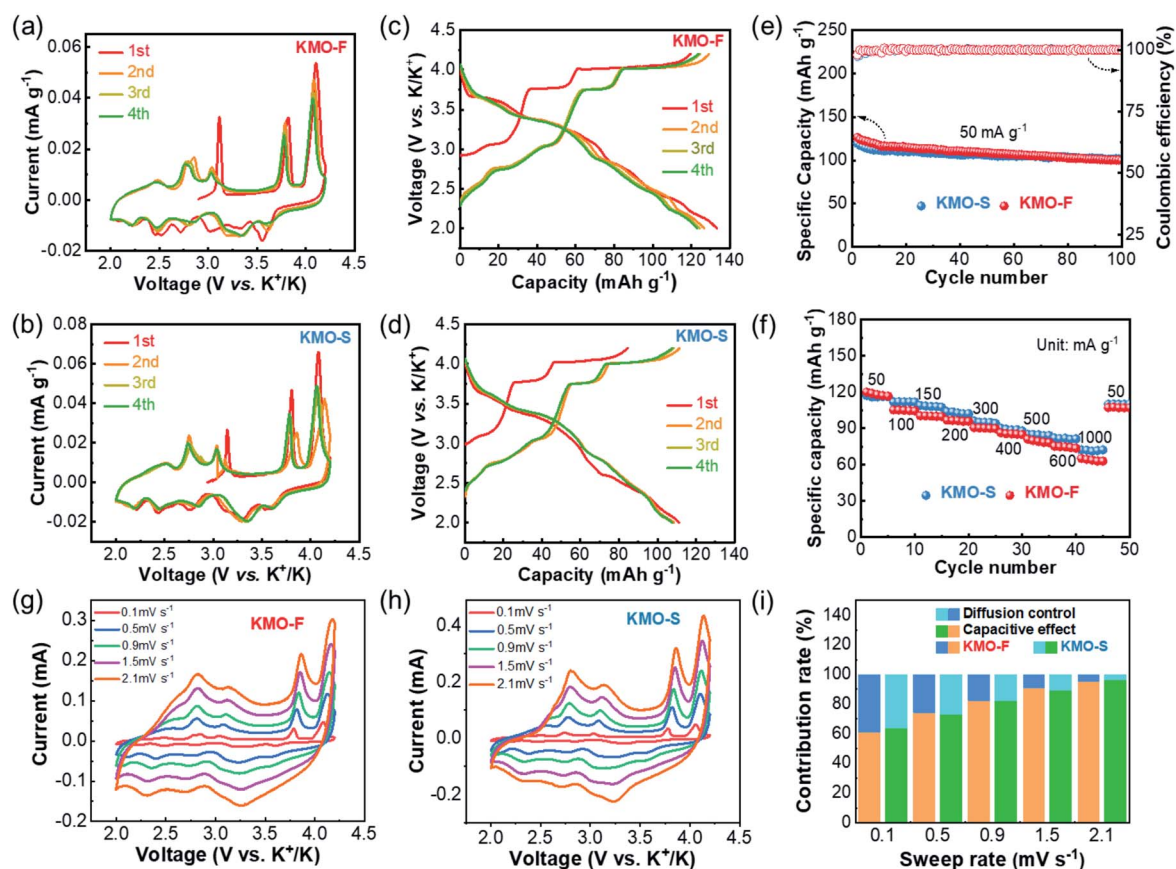 (a)
0.06
0.04
0.02
0.00
-0.02
Current (mA g-1)
KMO-F
1st
2nd
3rd
4th
2.0 2.5 3.0 3.5 4.0 4.5
Voltage (V vs. K+/K)
(c)
4.5
4.0
3.5
3.0
2.5
2.0
Voltage (V vs. K/K+)
KMO-F
1st
2nd
3rd
4th
0 20 40 60 80 100 120 140
Capacity (mAh g-1)
(e)
250
200
150
100
50
0
Specific Capacity (mAh g-1)
50 mA g-1
KMO-S KMO-F
100
75
50
25
Coulombic efficiency (%)
0 20 40 60 80 100
Cycle number
(b)
0.08
0.06
0.04
0.02
0.00
-0.02
Current (mA g-1)
KMO-S
1st
2nd
3rd
4th
2.0 2.5 3.0 3.5 4.0 4.5
Voltage (V vs. K+/K)
(d)
4.5
4.0
3.5
3.0
2.5
2.0
Voltage (V vs. K/K+)
KMO-S
1st
2nd
3rd
4th
0 20 40 60 80 100 120 140
Capacity (mAh g-1)
(f)
180
150
120
90
60
30
0
Specific capacity (mAh g-1)
Unit: mA g-1
50
100
150
200
300
400
500
600
1000
50
KMO-S KMO-F
0 10 20 30 40 50
Cycle number
(g)
0.3
0.2
0.1
0.0
-0.1
-0.2
Current (mA)
0.1mV s-1
0.5mV s-1
0.9mV s-1
1.5mV s-1
2.1mV s-1
KMO-F
2.0 2.5 3.0 3.5 4.0 4.5
Voltage (V vs. K+/K)
(h)
0.4
0.2
0.0
-0.2
Current (mA)
0.1mV s-1
0.5mV s-1
0.9mV s-1
1.5mV s-1
2.1mV s-1
KMO-S
2.0 2.5 3.0 3.5 4.0 4.5
Voltage (V vs. K+/K)
(i)
140
120
100
80
60
40
20
0
Contribution rate (%)
Diffusion control
Capacitive effect
KMO-F KMO-S
0.1 0.5 0.9 1.5 2.1
Sweep rate (mV s-1)